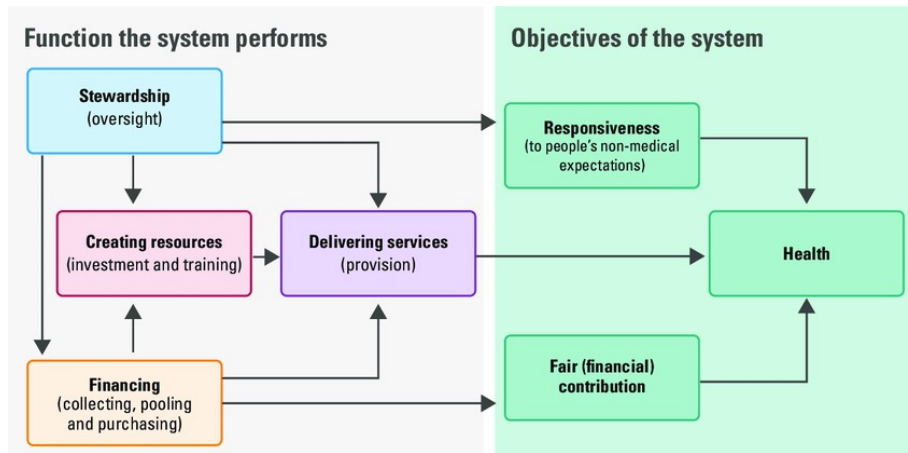 Function the system performs
Objectives of the system
Stewardship
(oversight)
Responsiveness
(to people's non-medical
expectations)
Creating resources
(investment and training)
Delivering services
(provision)
Health
Financing
(collecting, pooling
and purchasing)
Fair (financial)
contribution